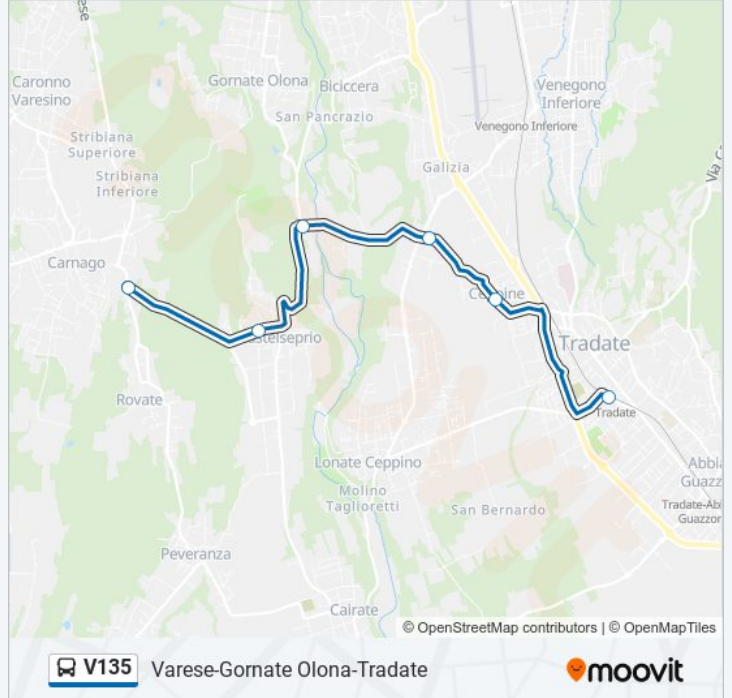 Caronno
Varesino
Gornate Olona
Biciccera
San Pancrazio
Venegono
Inferiore
Venegono Inferiore
Stribiana
Superiore
Stribiana
Inferiore
Galizia
Via
Carnago
Tradate
Rovate
Tradate
Lonate Ceppino
Molino
Taglioretti
San Bernardo
Guazz
Tradate-Ab
Guazzor
Peveranza
Cairate
© OpenStreetMap contributors | © OpenMapTiles
V135
Varese-Gornate Olona-Tradate
moovit